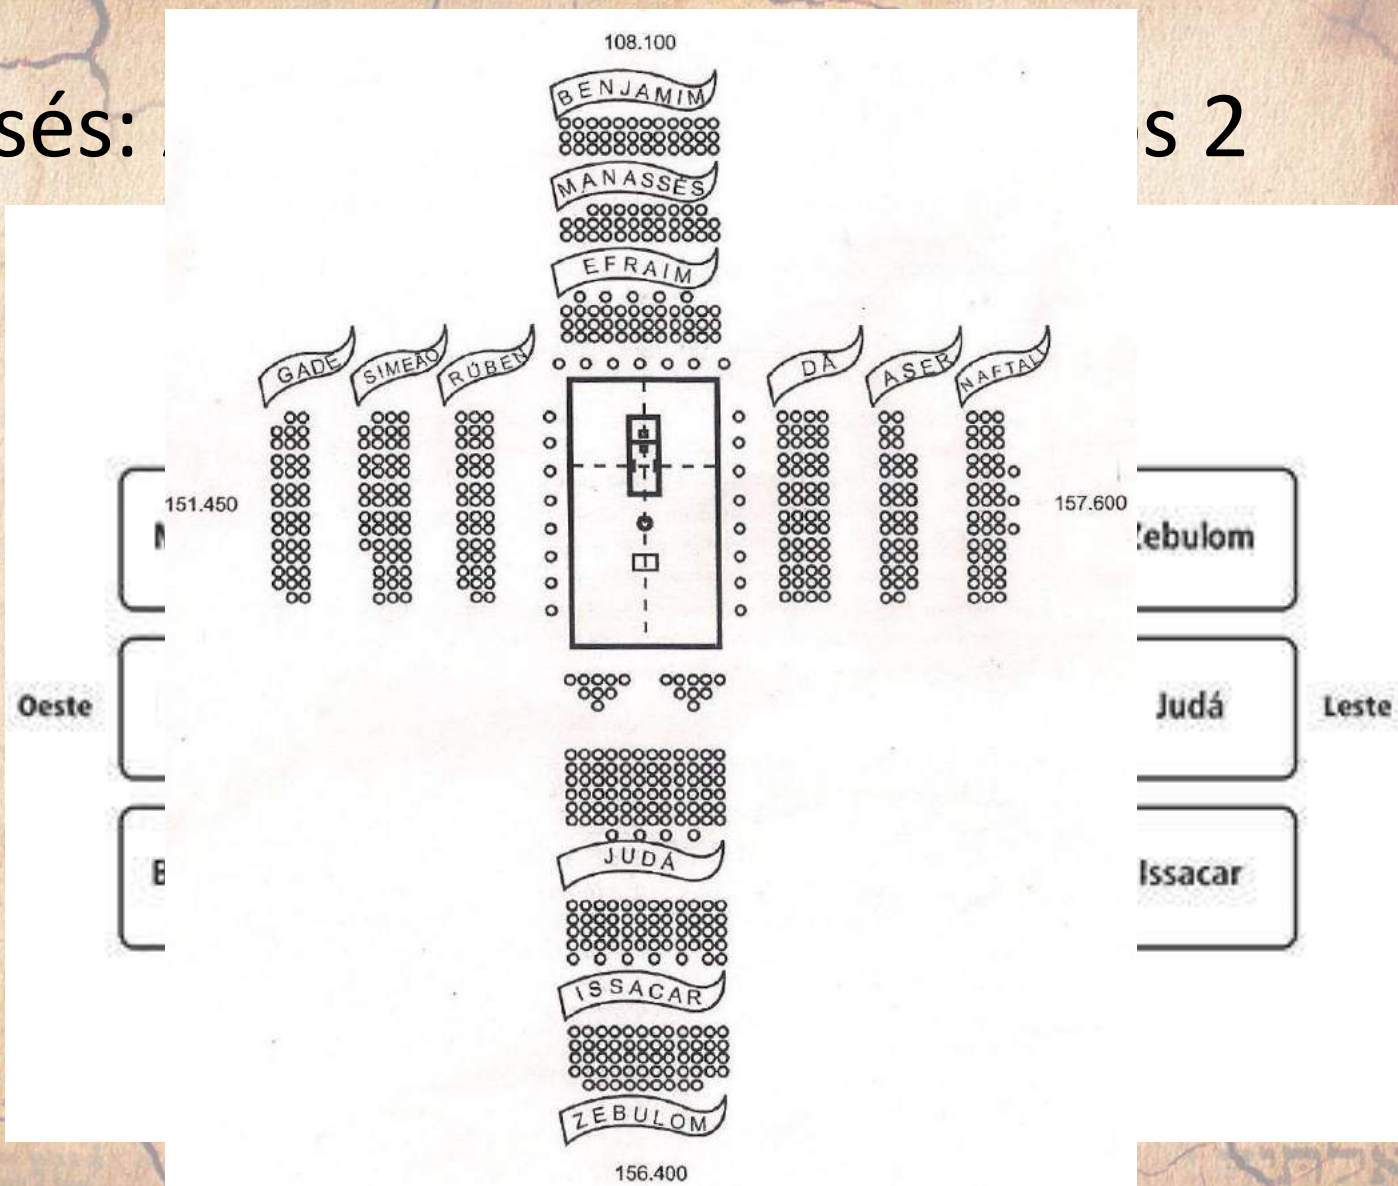 108.100
BENJAMIM
sés: s 2
MANASSÉS
EFRAIM
GADE SIMEÃO RÚBEN DÃ ASER NAFTALI
151.450 157.600
Zebulom
Oeste Judá Leste
JUDÁ
Issacar
ISSACAR
ZEBULOM
156.400